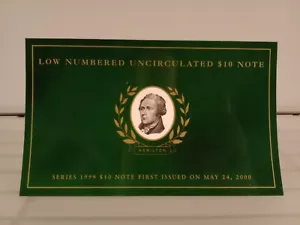 LOW NUMBERED UNCIRCULATED $10 NOTE
HAMILTON
SERIES 1999 $10 NOTE FIRST ISSUED ON MAY 24, 2000